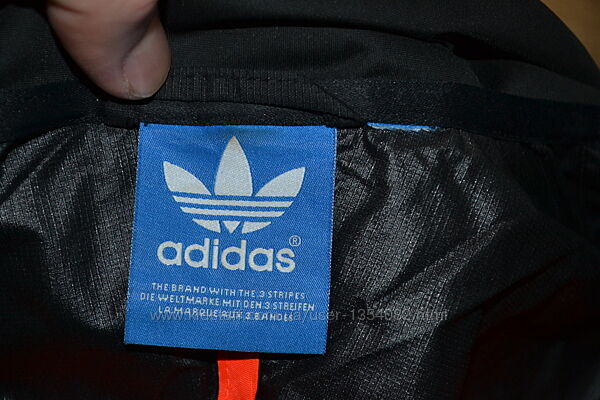 adidas®
THE BRAND WITH THE 3 STRIPES
DIE WELTMARKE MIT DEN 3 STREIFEN
LA MARQUE AUX 3 BANDES